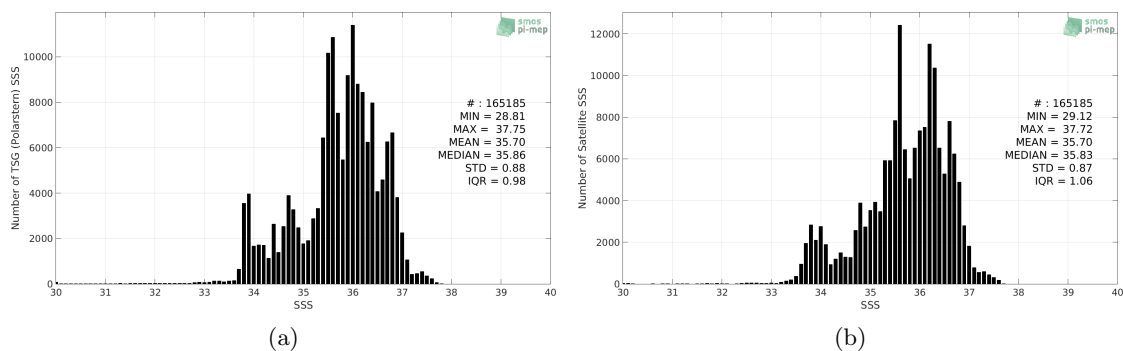 smos
pi-mep
Number of TSG (Polarstern) SSS
10000
8000
6000
4000
2000
0
# : 165185
MIN = 28.81
MAX = 37.75
MEAN = 35.70
MEDIAN = 35.86
STD = 0.88
IQR = 0.98
30 31 32 33 34 35 36 37 38 39 40
SSS
(a)
smos
pi-mep
Number of Satellite SSS
12000
10000
8000
6000
4000
2000
0
# : 165185
MIN = 29.12
MAX = 37.72
MEAN = 35.70
MEDIAN = 35.83
STD = 0.87
IQR = 1.06
30 31 32 33 34 35 36 37 38 39 40
SSS
(b)